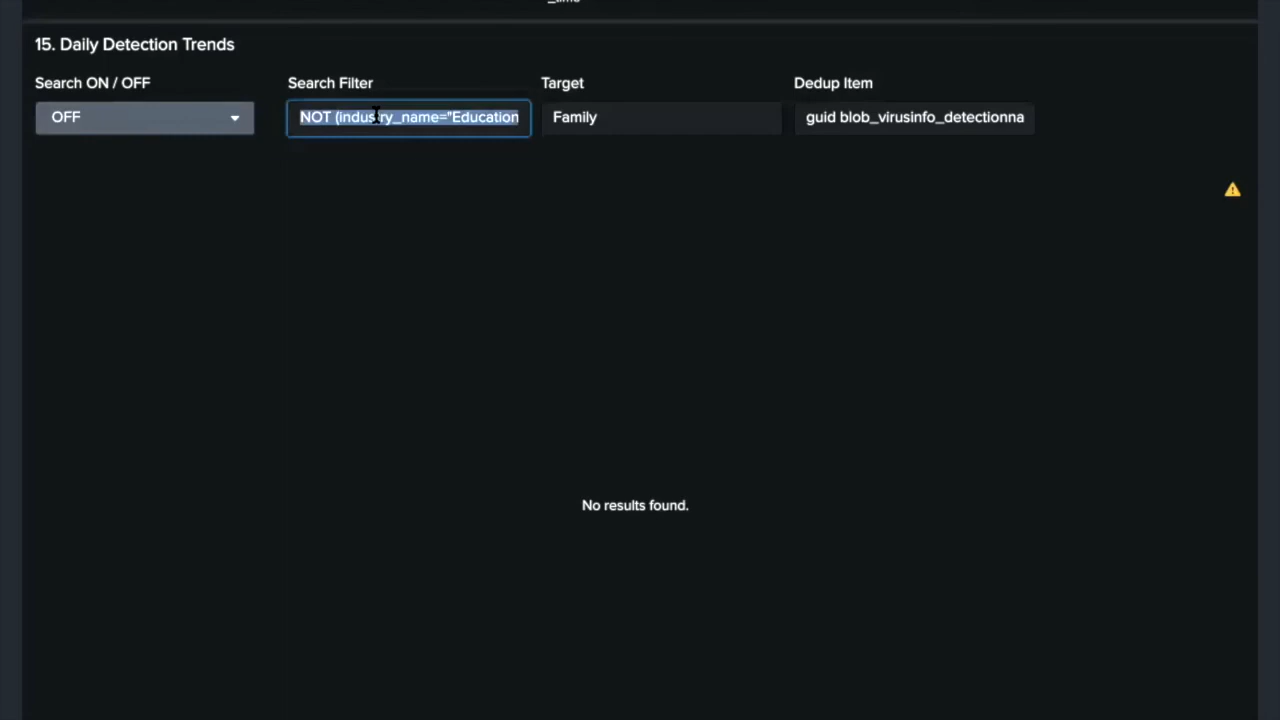 _time
15. Daily Detection Trends
Search ON / OFF
Search Filter
Target
Dedup Item
OFF
NOT (industry_name="Education
Family
guid blob_virusinfo_detectionna
No results found.